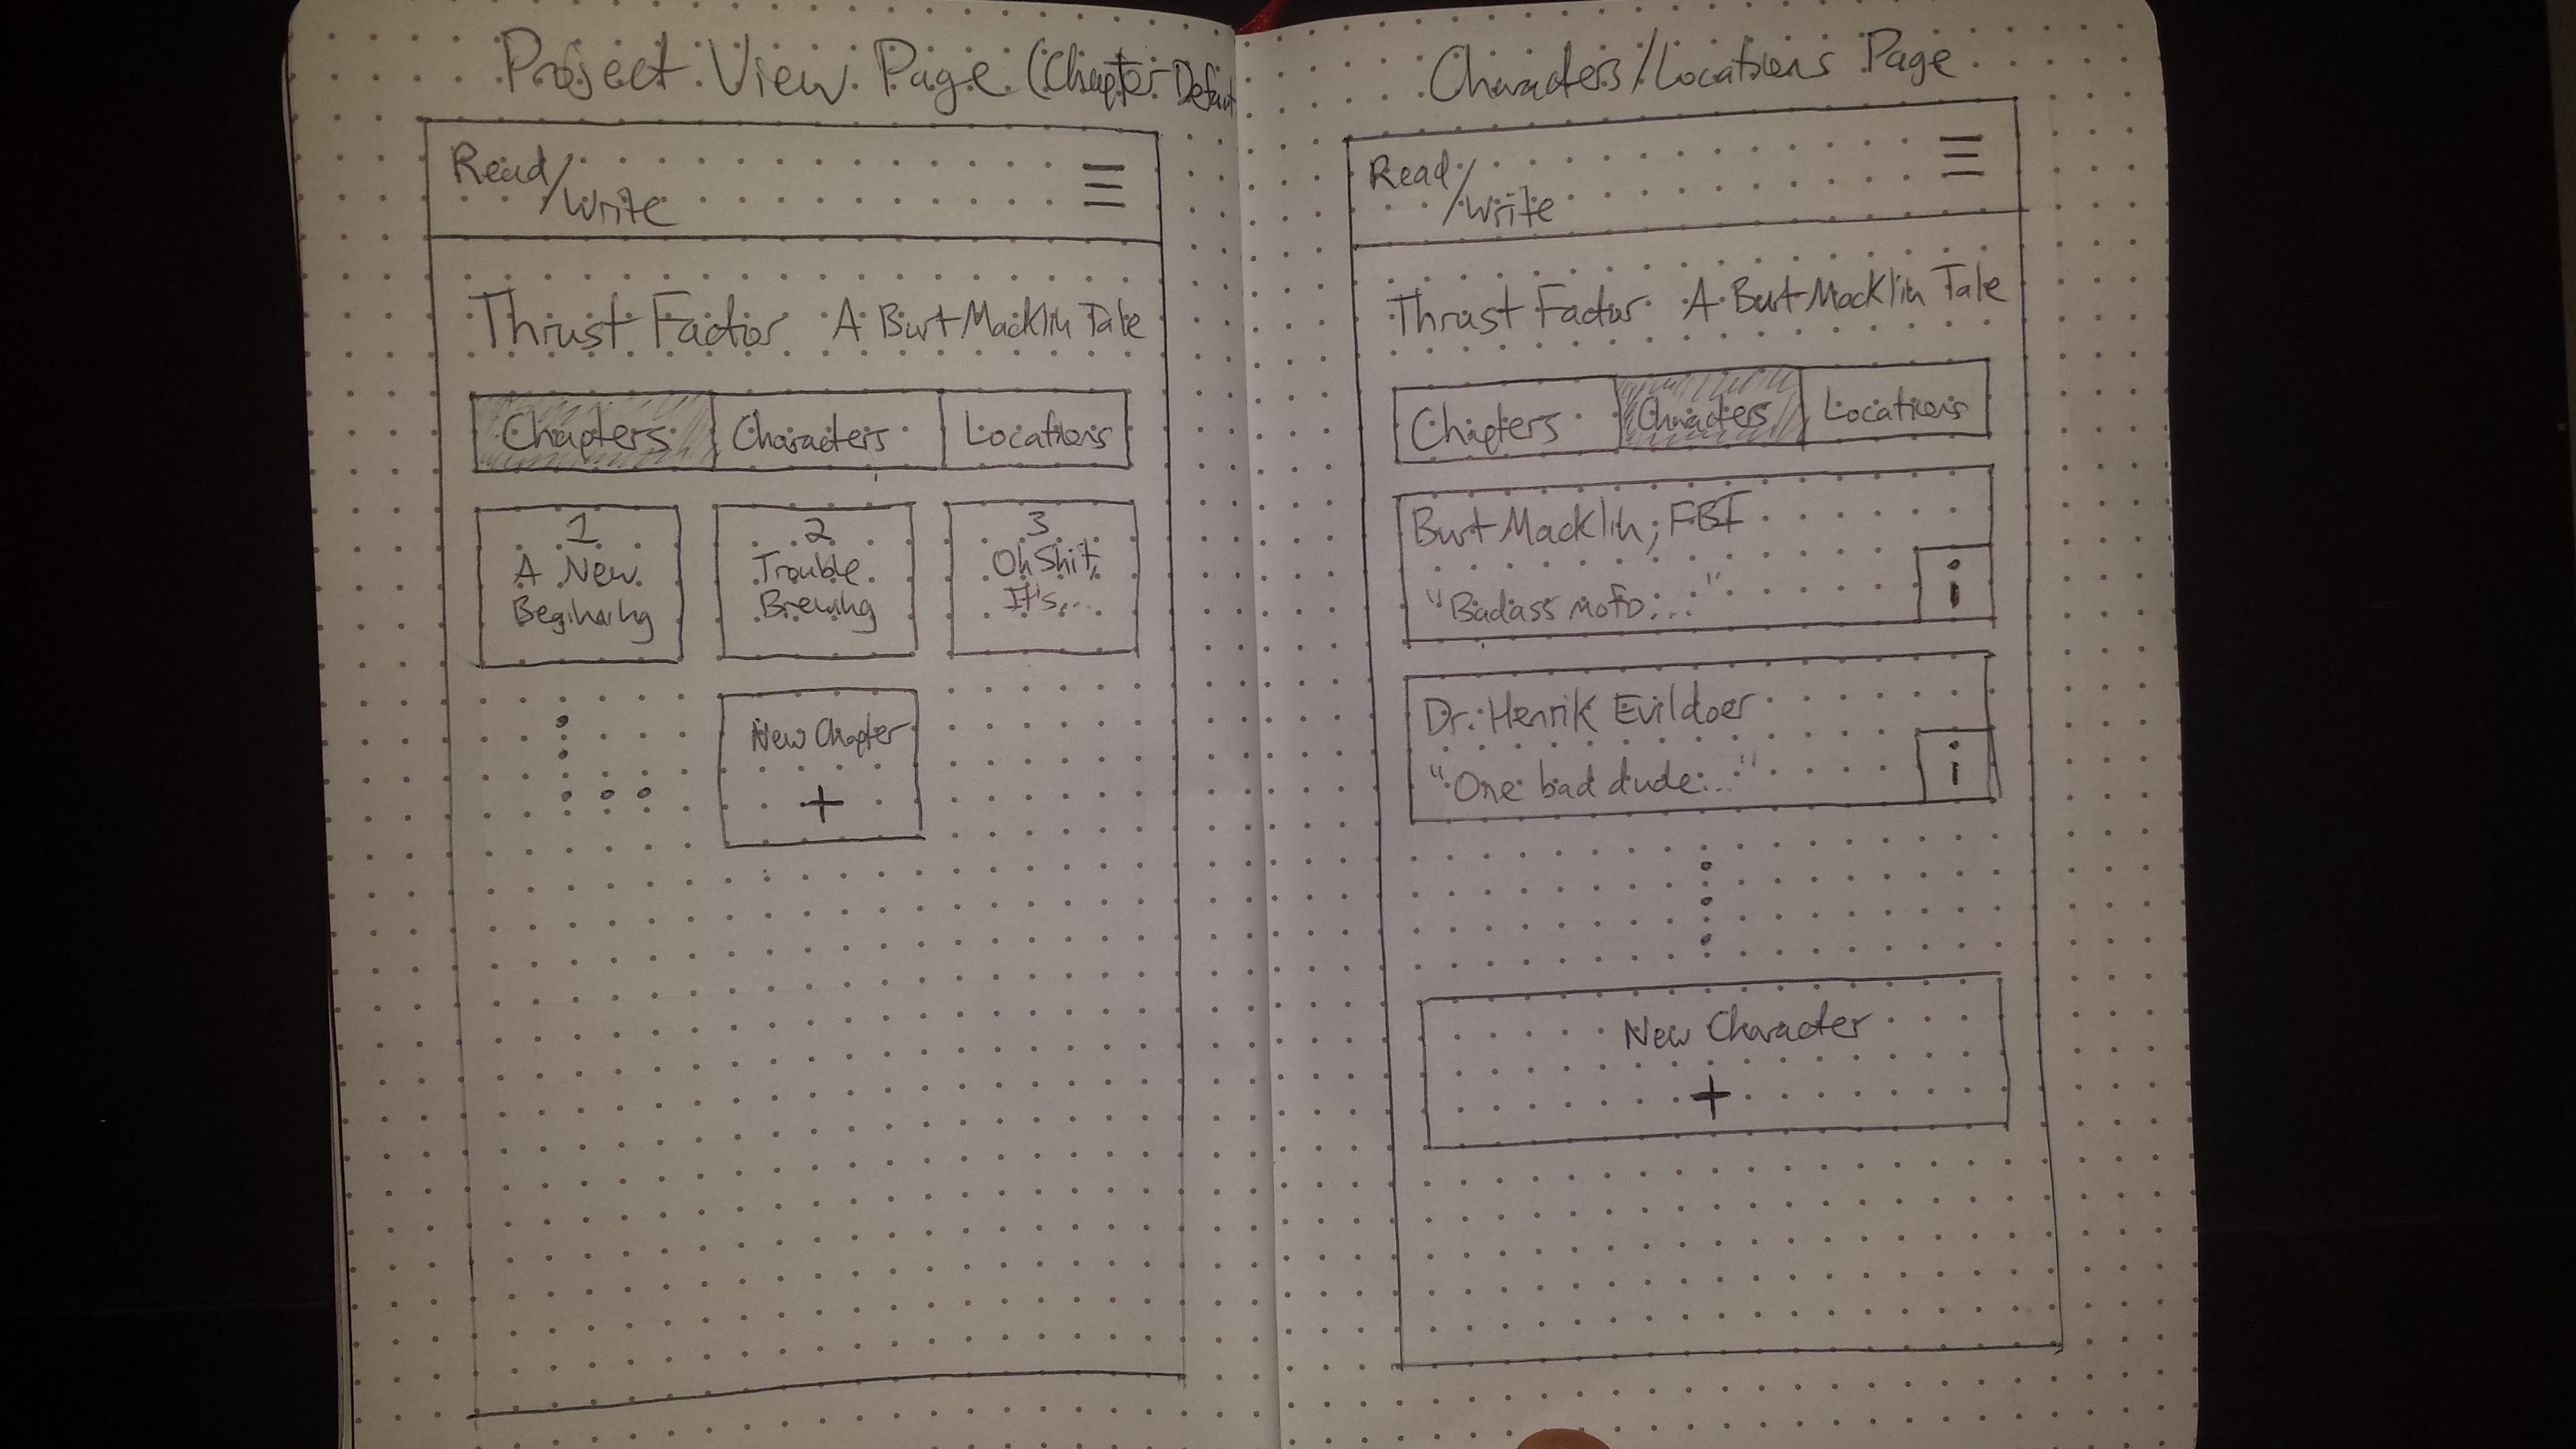 Project View Page (Chapter Defau
Read/
Write
Thrust Factor A Burt Macklin Tale
Chapters Characters Locations
1
A New
Beginning
2
Trouble
Brewing
3
Oh Shit,
It's...
New Chapter
+
Characters/Locations Page
Read/
Write
Thrust Factor A Burt Macklin Tale
Chapters Characters Locations
Burt Macklin, FBI
"Badass mofo..."
i
Dr. Henrik Evildoer
"One bad dude..."
i
New Character
+